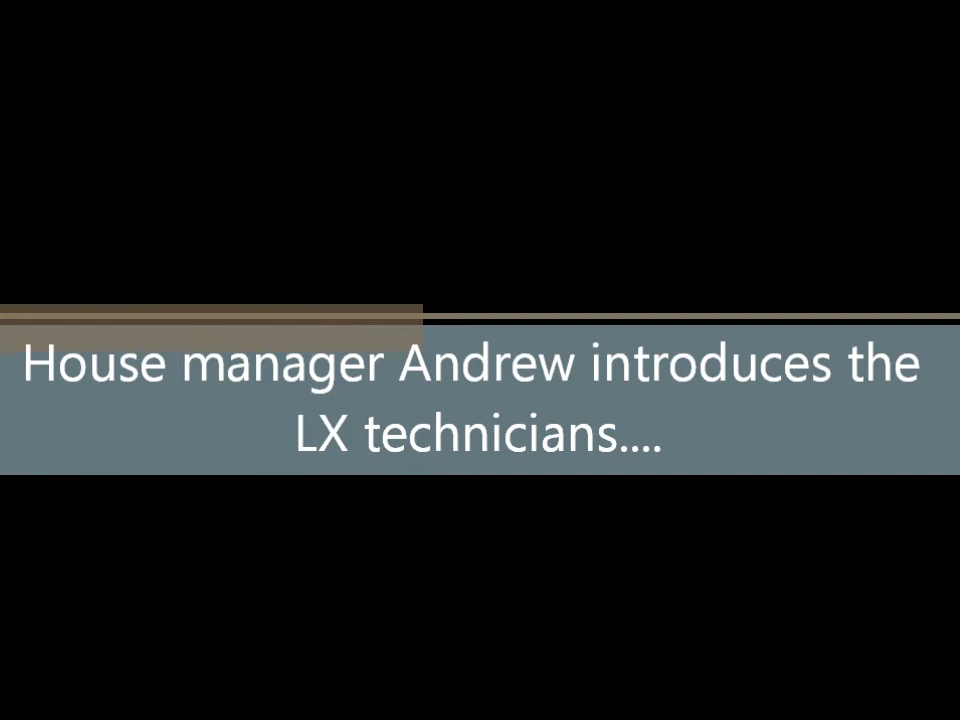 House manager Andrew introduces the
LX technicians....